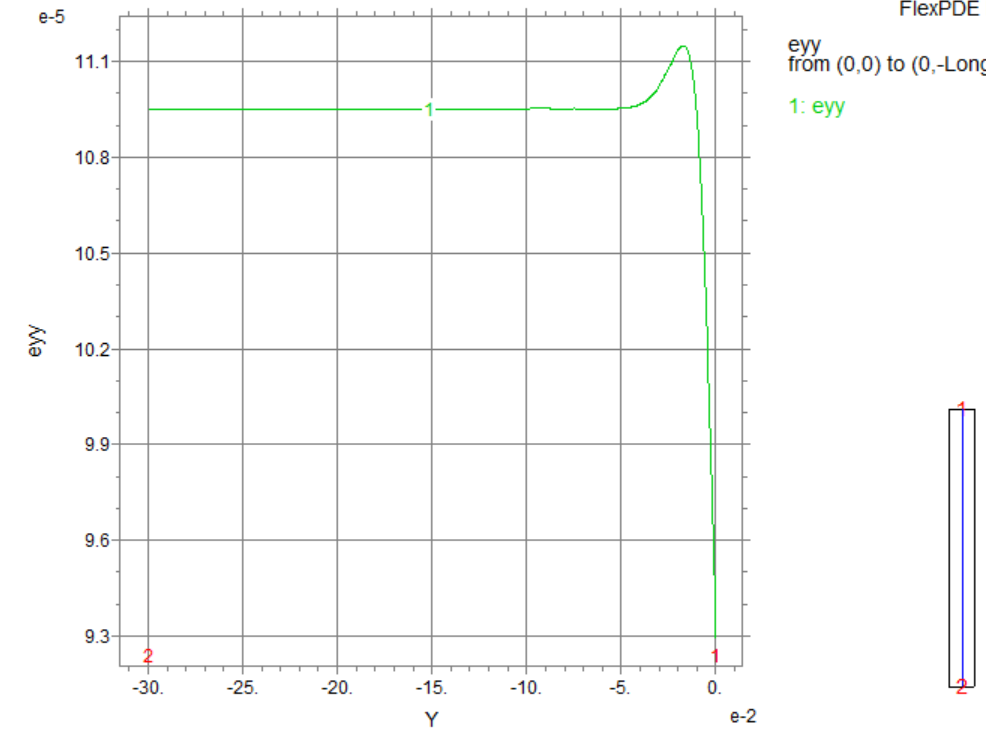 FlexPDE
e-5
eyy
from (0,0) to (0,-Long
1: eyy
11.1
10.8
10.5
10.2
9.9
9.6
9.3
eyy
1
2
1
-30.
-25.
-20.
-15.
-10.
-5.
0.
Y
e-2
1
2